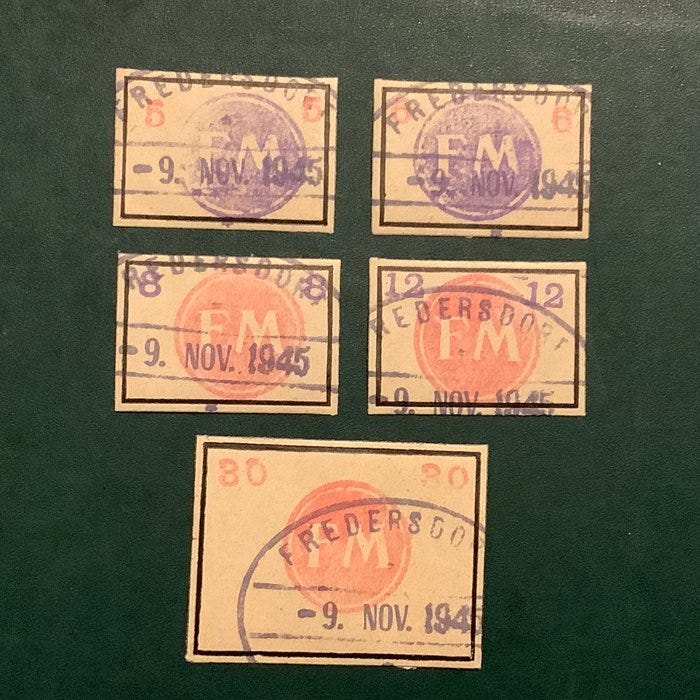 FREDERSDORF
5 5
FM
-9. NOV. 1945
FREDERSDORF
6 6
FM
-9. NOV. 1945
FREDERSDORF
8 8
FM
-9. NOV. 1945
12 12
REDERSDORF
FM
-9. NOV. 1945
30 30
FREDERSDO
FM
-9. NOV. 1945